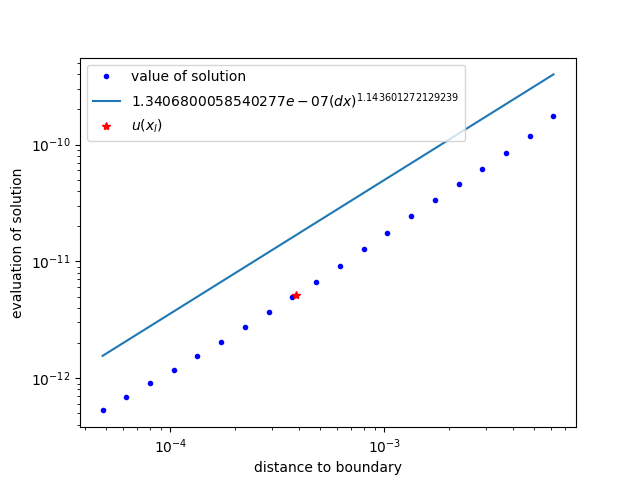 value of solution
1.3406800058540277e − 07(dx)^1.143601272129239
u(x_l)
10^−10
10^−11
10^−12
evaluation of solution
10^−4
10^−3
distance to boundary